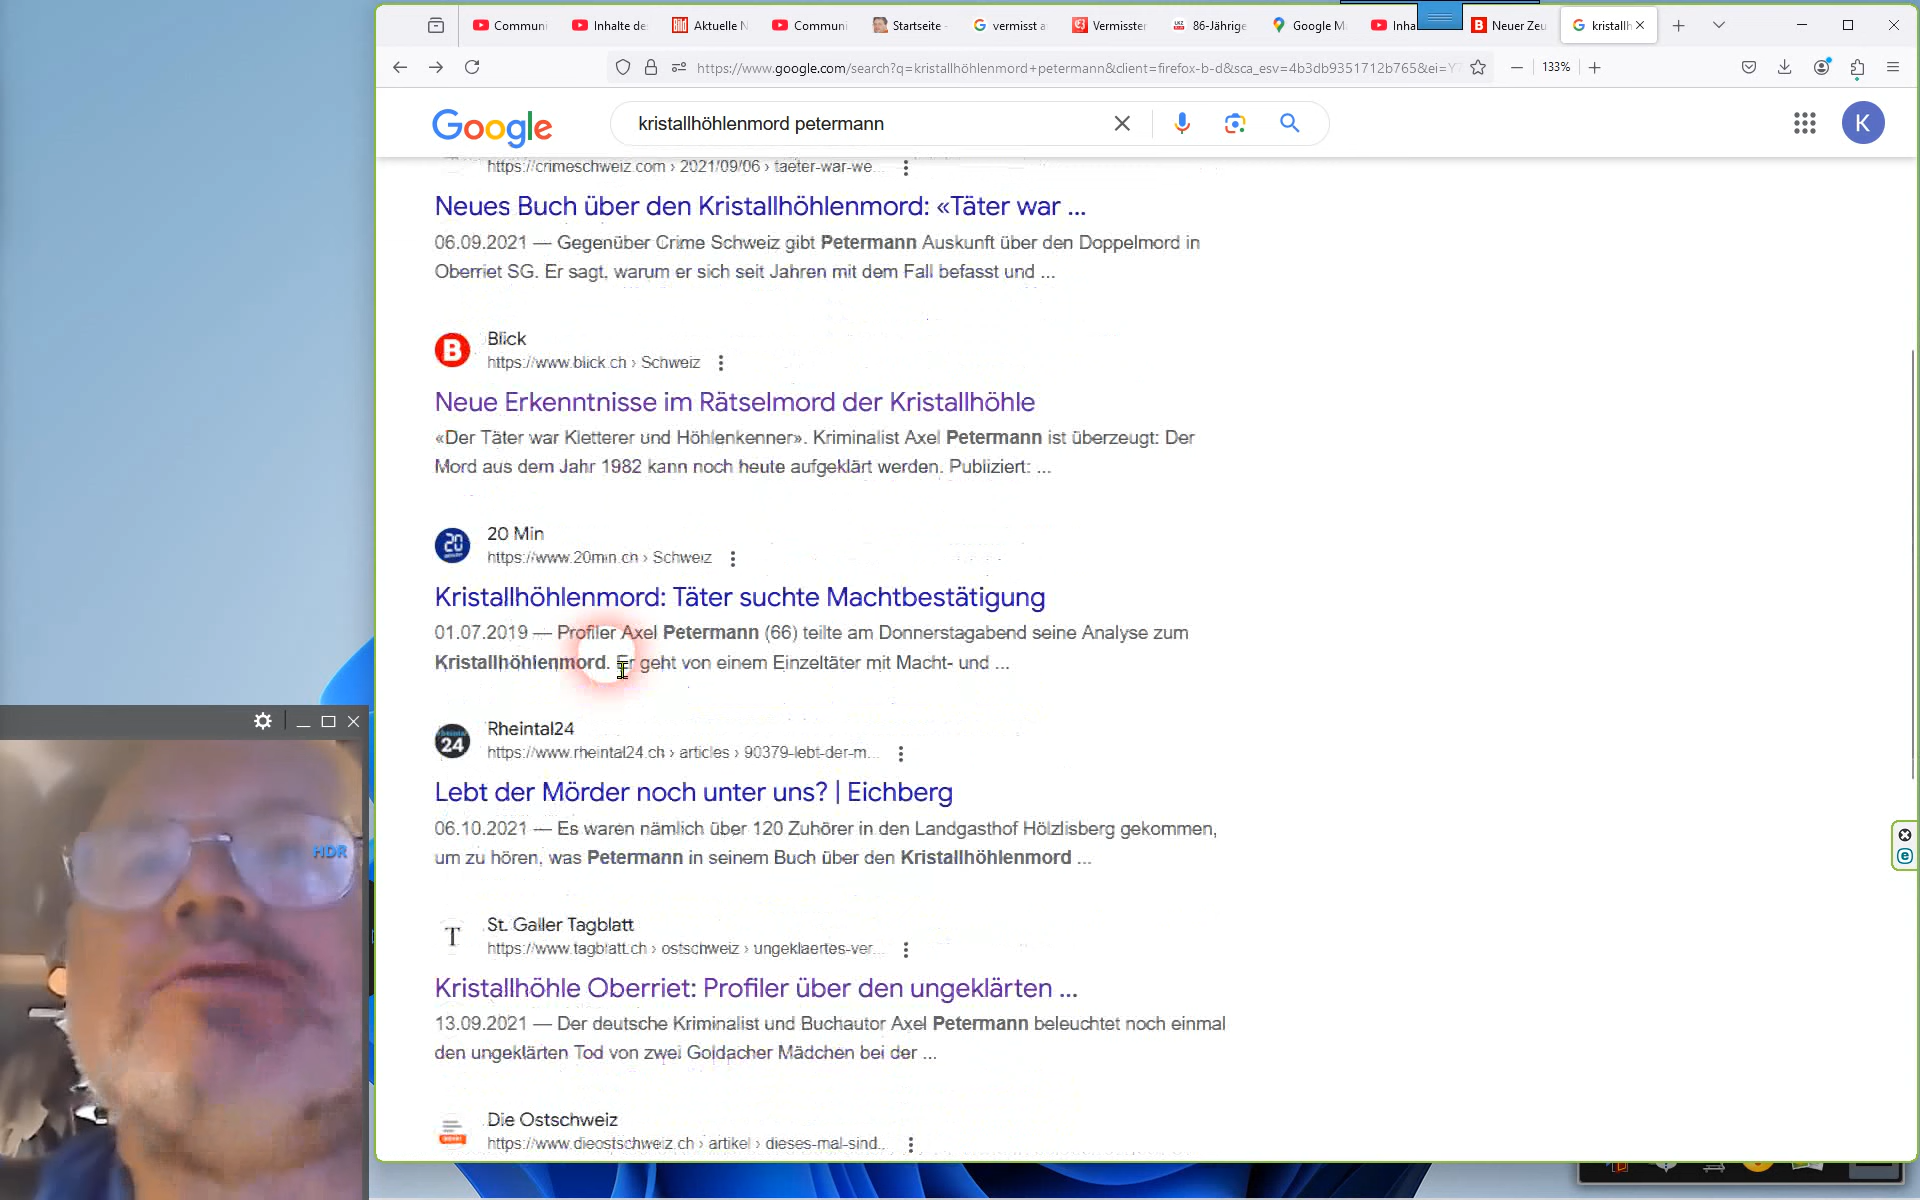 Communi
Inhalte de
Aktuelle N
Communi
Startseite -
vermisst a
Vermisster
86-Jährige
Google M
Inha
Neuer Zeu
kristallh
https://www.google.com/search?q=kristallhöhlenmord+petermann&client=firefox-b-d&sca_esv=4b3db9351712b765&ei=Y
133%
Google
kristallhöhlenmord petermann
K
https://crimeschweiz.com › 2021/09/06 › taeter-war-we...
Neues Buch über den Kristallhöhlenmord: «Täter war ...
06.09.2021 — Gegenüber Crime Schweiz gibt Petermann Auskunft über den Doppelmord in
Oberriet SG. Er sagt, warum er sich seit Jahren mit dem Fall befasst und ...
B
Blick
https://www.blick.ch › Schweiz
Neue Erkenntnisse im Rätselmord der Kristallhöhle
«Der Täter war Kletterer und Höhlenkenner». Kriminalist Axel Petermann ist überzeugt: Der
Mord aus dem Jahr 1982 kann noch heute aufgeklärt werden. Publiziert: ...
20
20 Min
https://www.20min.ch › Schweiz
Kristallhöhlenmord: Täter suchte Machtbestätigung
01.07.2019 — Profiler Axel Petermann (66) teilte am Donnerstagabend seine Analyse zum
Kristallhöhlenmord. Er geht von einem Einzeltäter mit Macht- und ...
24
Rheintal24
https://www.rheintal24.ch › articles › 90379-lebt-der-m...
Lebt der Mörder noch unter uns? | Eichberg
06.10.2021 — Es waren nämlich über 120 Zuhörer in den Landgasthof Hölzlisberg gekommen,
um zu hören, was Petermann in seinem Buch über den Kristallhöhlenmord ...
T
St. Galler Tagblatt
https://www.tagblatt.ch › ostschweiz › ungeklaertes-ver...
Kristallhöhle Oberriet: Profiler über den ungeklärten ...
13.09.2021 — Der deutsche Kriminalist und Buchautor Axel Petermann beleuchtet noch einmal
den ungeklärten Tod von zwei Goldacher Mädchen bei der ...
Die Ostschweiz
https://www.dieostschweiz.ch › artikel › dieses-mal-sind...
HDR